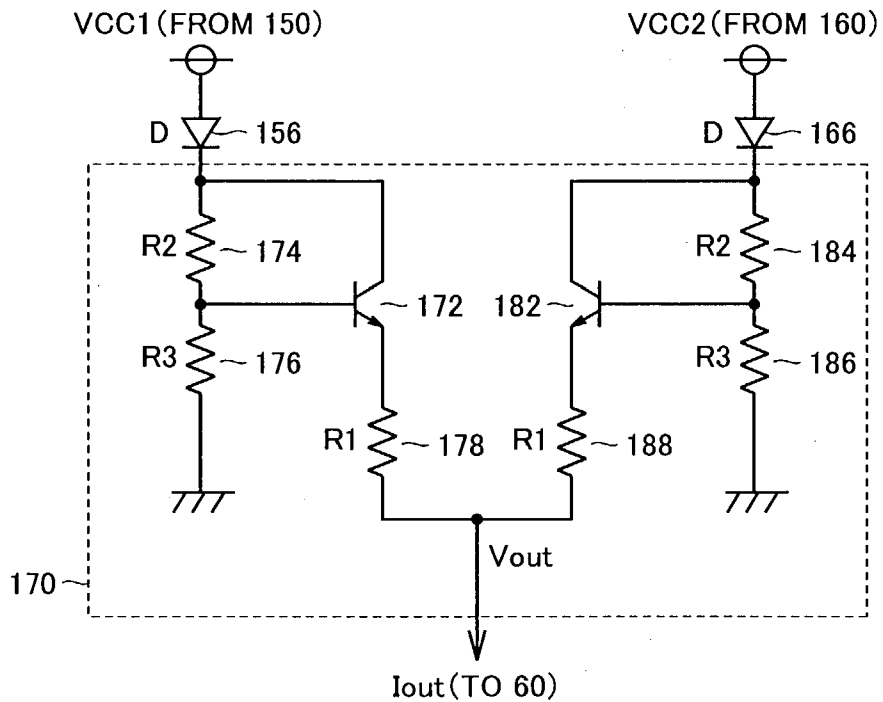 VCC1(FROM 150) VCC2(FROM 160)
D 156 D 166
R2 174 R2 184
172 182
R3 176 R3 186
R1 178 R1 188
Vout
170
Iout(TO 60)